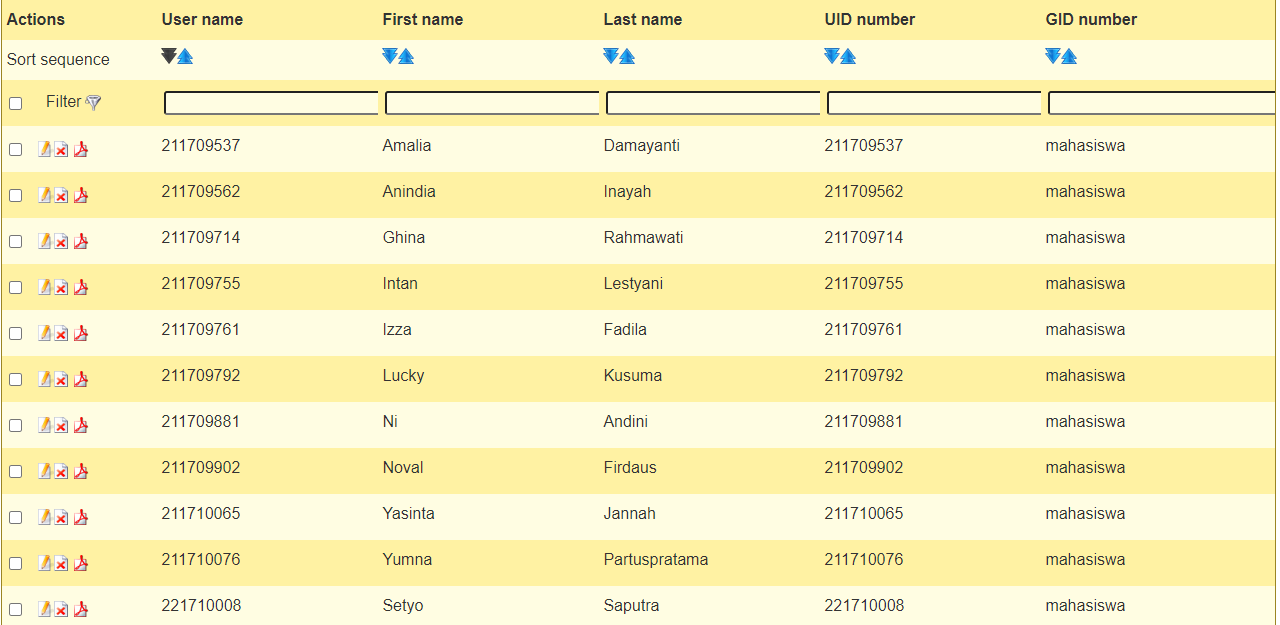 Actions User name First name Last name UID number GID number
Sort sequence
Filter
211709537 Amalia Damayanti 211709537 mahasiswa
211709562 Anindia Inayah 211709562 mahasiswa
211709714 Ghina Rahmawati 211709714 mahasiswa
211709755 Intan Lestyani 211709755 mahasiswa
211709761 Izza Fadila 211709761 mahasiswa
211709792 Lucky Kusuma 211709792 mahasiswa
211709881 Ni Andini 211709881 mahasiswa
211709902 Noval Firdaus 211709902 mahasiswa
211710065 Yasinta Jannah 211710065 mahasiswa
211710076 Yumna Partuspratama 211710076 mahasiswa
221710008 Setyo Saputra 221710008 mahasiswa